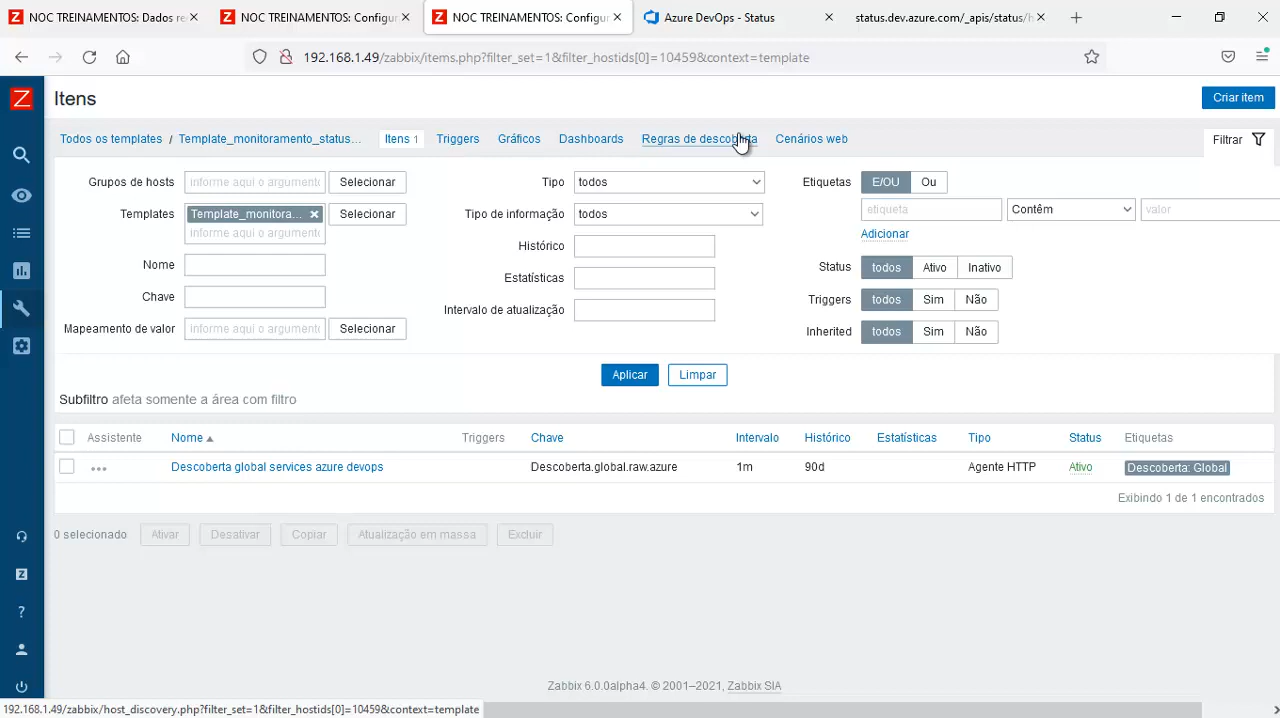 NOC TREINAMENTOS: Dados re
NOC TREINAMENTOS: Configur
NOC TREINAMENTOS: Configur
Azure DevOps - Status
status.dev.azure.com/_apis/status/h
192.168.1.49/zabbix/items.php?filter_set=1&filter_hostids[0]=10459&context=template
Z
Itens
Criar item
Todos os templates / Template_monitoramento_status... Itens 1 Triggers Gráficos Dashboards Regras de descoberta Cenários web
Filtrar
Grupos de hosts informe aqui o argumento Selecionar
Templates Template_monitora... Selecionar
informe aqui o argumento
Nome
Chave
Mapeamento de valor informe aqui o argumento Selecionar
Tipo todos
Tipo de informação todos
Histórico
Estatísticas
Intervalo de atualização
Etiquetas E/OU Ou
etiqueta Contêm valor
Adicionar
Status todos Ativo Inativo
Triggers todos Sim Não
Inherited todos Sim Não
Aplicar Limpar
Subfiltro afeta somente a área com filtro
Assistente Nome Triggers Chave Intervalo Histórico Estatísticas Tipo Status Etiquetas
Descoberta global services azure devops Descoberta.global.raw.azure 1m 90d Agente HTTP Ativo Descoberta: Global
Exibindo 1 de 1 encontrados
0 selecionado Ativar Desativar Copiar Atualização em massa Excluir
Z
?
Zabbix 6.0.0alpha4. © 2001–2021, Zabbix SIA
192.168.1.49/zabbix/host_discovery.php?filter_set=1&filter_hostids[0]=10459&context=template